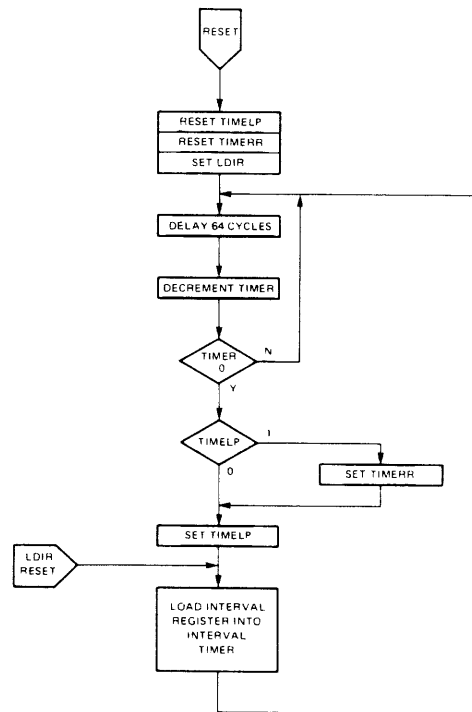 RESET
RESET TIMELP
RESET TIMERR
SET LDIR
DELAY 64 CYCLES
DECREMENT TIMER
TIMER
0
N
Y
TIMELP
1
0
SET TIMERR
SET TIMELP
LDIR
RESET
LOAD INTERVAL
REGISTER INTO
INTERVAL
TIMER